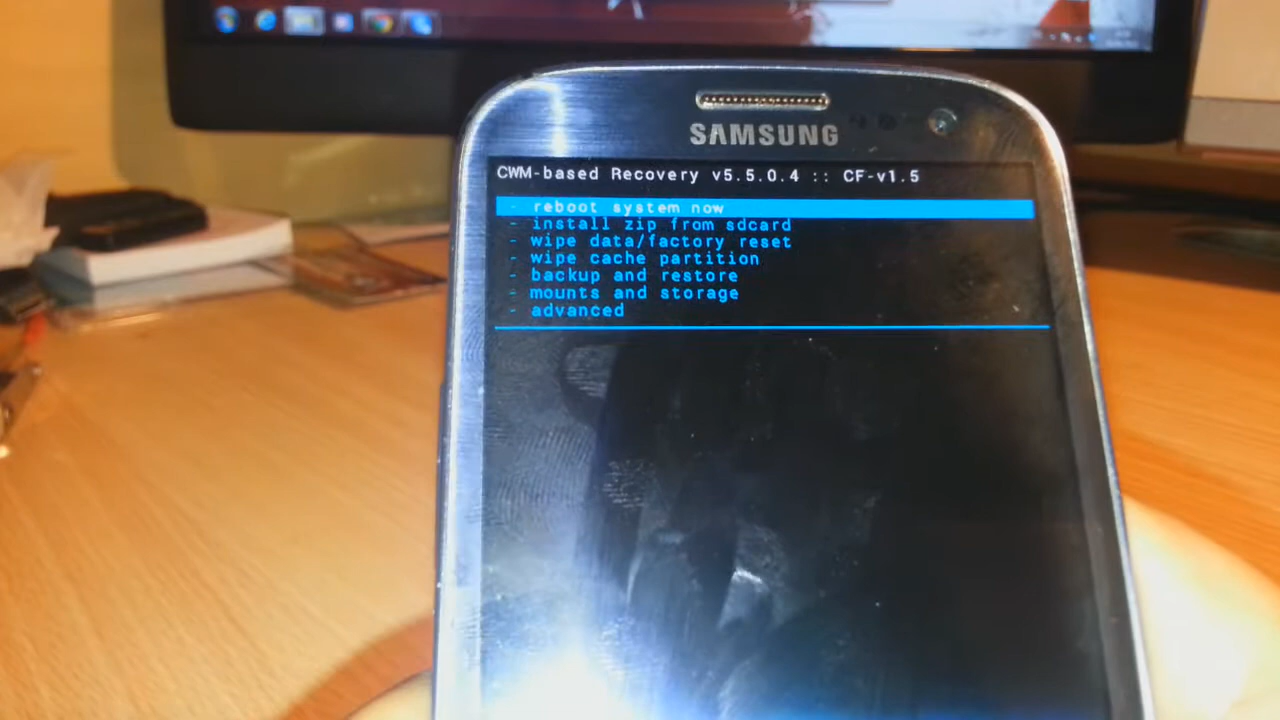 SAMSUNG
CWM-based Recovery v5.5.0.4 :: CF-v1.5
- reboot system now
- install zip from sdcard
- wipe data/factory reset
- wipe cache partition
- backup and restore
- mounts and storage
- advanced